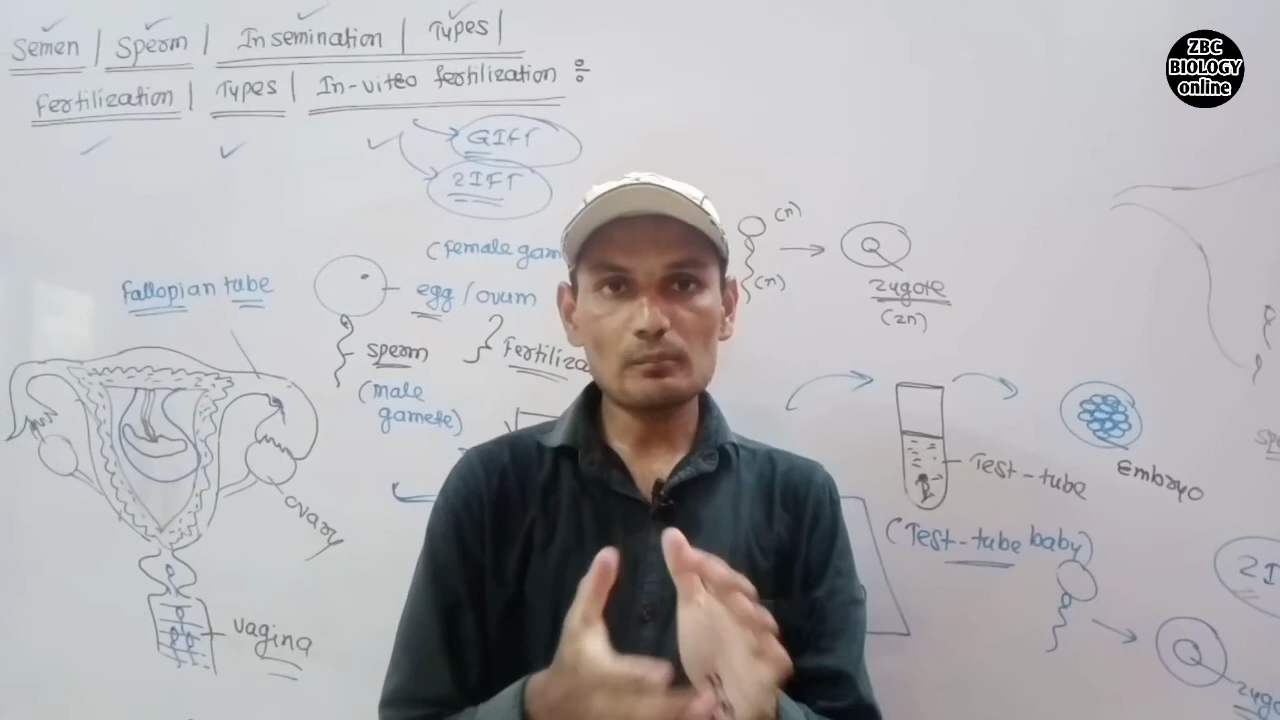 Semen | Sperm | Insemination | Types |
Fertilization | Types | In-vitro fertilization ÷
GIFT
ZIFT
ZBC
BIOLOGY
online
(female gam
egg / ovum
fallopian tube
sperm
Fertiliza
(male
gamete)
(n)
(n)
zygote
(2n)
ovary
vagina
Test-tube
Embryo
(Test-tube baby)
ZI
zyg